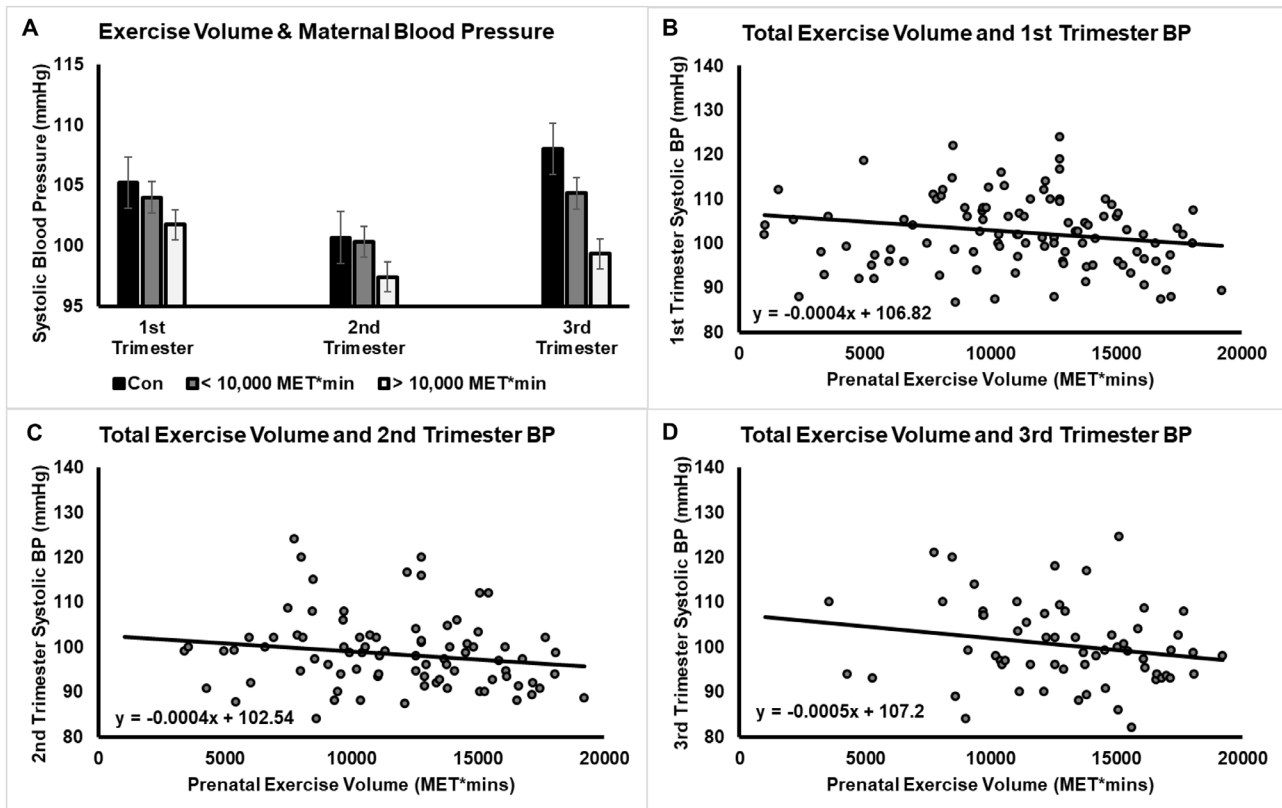 A
Exercise Volume & Maternal Blood Pressure
Systolic Blood Pressure (mmHg)
115
110
105
100
95
1st
Trimester
2nd
Trimester
3rd
Trimester
Con
< 10,000 MET*min
> 10,000 MET*min
B
Total Exercise Volume and 1st Trimester BP
1st Trimester Systolic BP (mmHg)
140
130
120
110
100
90
80
y = -0.0004x + 106.82
0 5000 10000 15000 20000
Prenatal Exercise Volume (MET*mins)
C
Total Exercise Volume and 2nd Trimester BP
2nd Trimester Systolic BP (mmHg)
140
130
120
110
100
90
80
y = -0.0004x + 102.54
0 5000 10000 15000 20000
Prenatal Exercise Volume (MET*mins)
D
Total Exercise Volume and 3rd Trimester BP
3rd Trimester Systolic BP (mmHg)
140
130
120
110
100
90
80
y = -0.0005x + 107.2
0 5000 10000 15000 20000
Prenatal Exercise Volume (MET*mins)